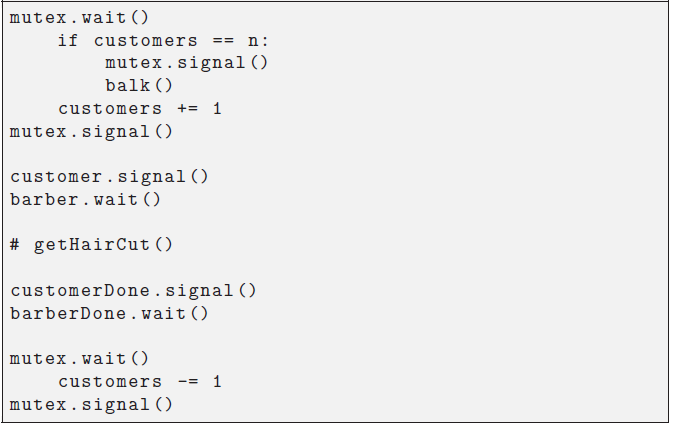 mutex.wait()
    if customers == n:
        mutex.signal()
        balk()
    customers += 1
mutex.signal()

customer.signal()
barber.wait()

# getHairCut()

customerDone.signal()
barberDone.wait()

mutex.wait()
    customers -= 1
mutex.signal()